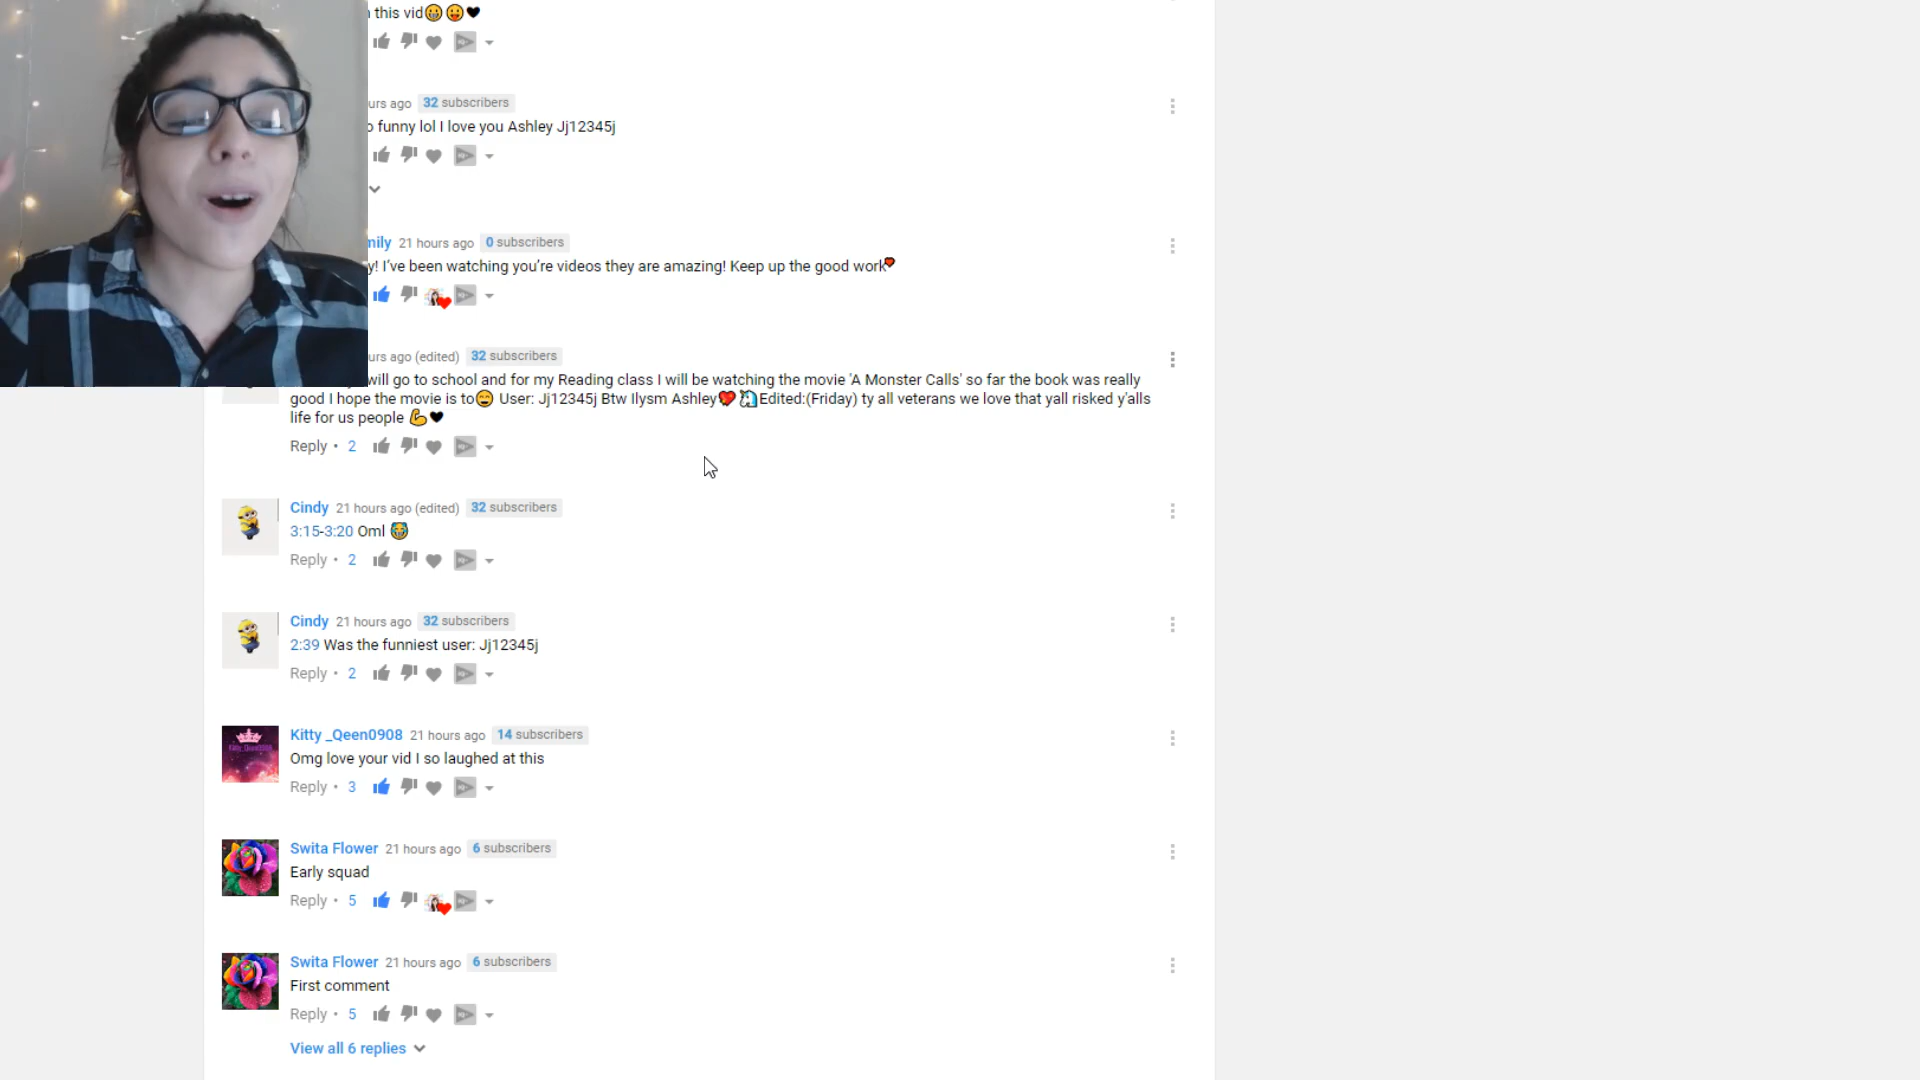 this vid😀😛🖤
urs ago 32 subscribers
o funny lol I love you Ashley Jj12345j
mily 21 hours ago 0 subscribers
y! I've been watching you're videos they are amazing! Keep up the good work❣
urs ago (edited) 32 subscribers
will go to school and for my Reading class I will be watching the movie 'A Monster Calls' so far the book was really
good I hope the movie is to😄 User: Jj12345j Btw Ilysm Ashley❤🦄Edited:(Friday) ty all veterans we love that yall risked y'alls
life for us people 💪🖤
Reply • 2
Cindy 21 hours ago (edited) 32 subscribers
3:15-3:20 Oml 😂
Reply • 2
Cindy 21 hours ago 32 subscribers
2:39 Was the funniest user: Jj12345j
Reply • 2
Kitty _Qeen0908 21 hours ago 14 subscribers
Omg love your vid I so laughed at this
Reply • 3
Swita Flower 21 hours ago 6 subscribers
Early squad
Reply • 5
Swita Flower 21 hours ago 6 subscribers
First comment
Reply • 5
View all 6 replies